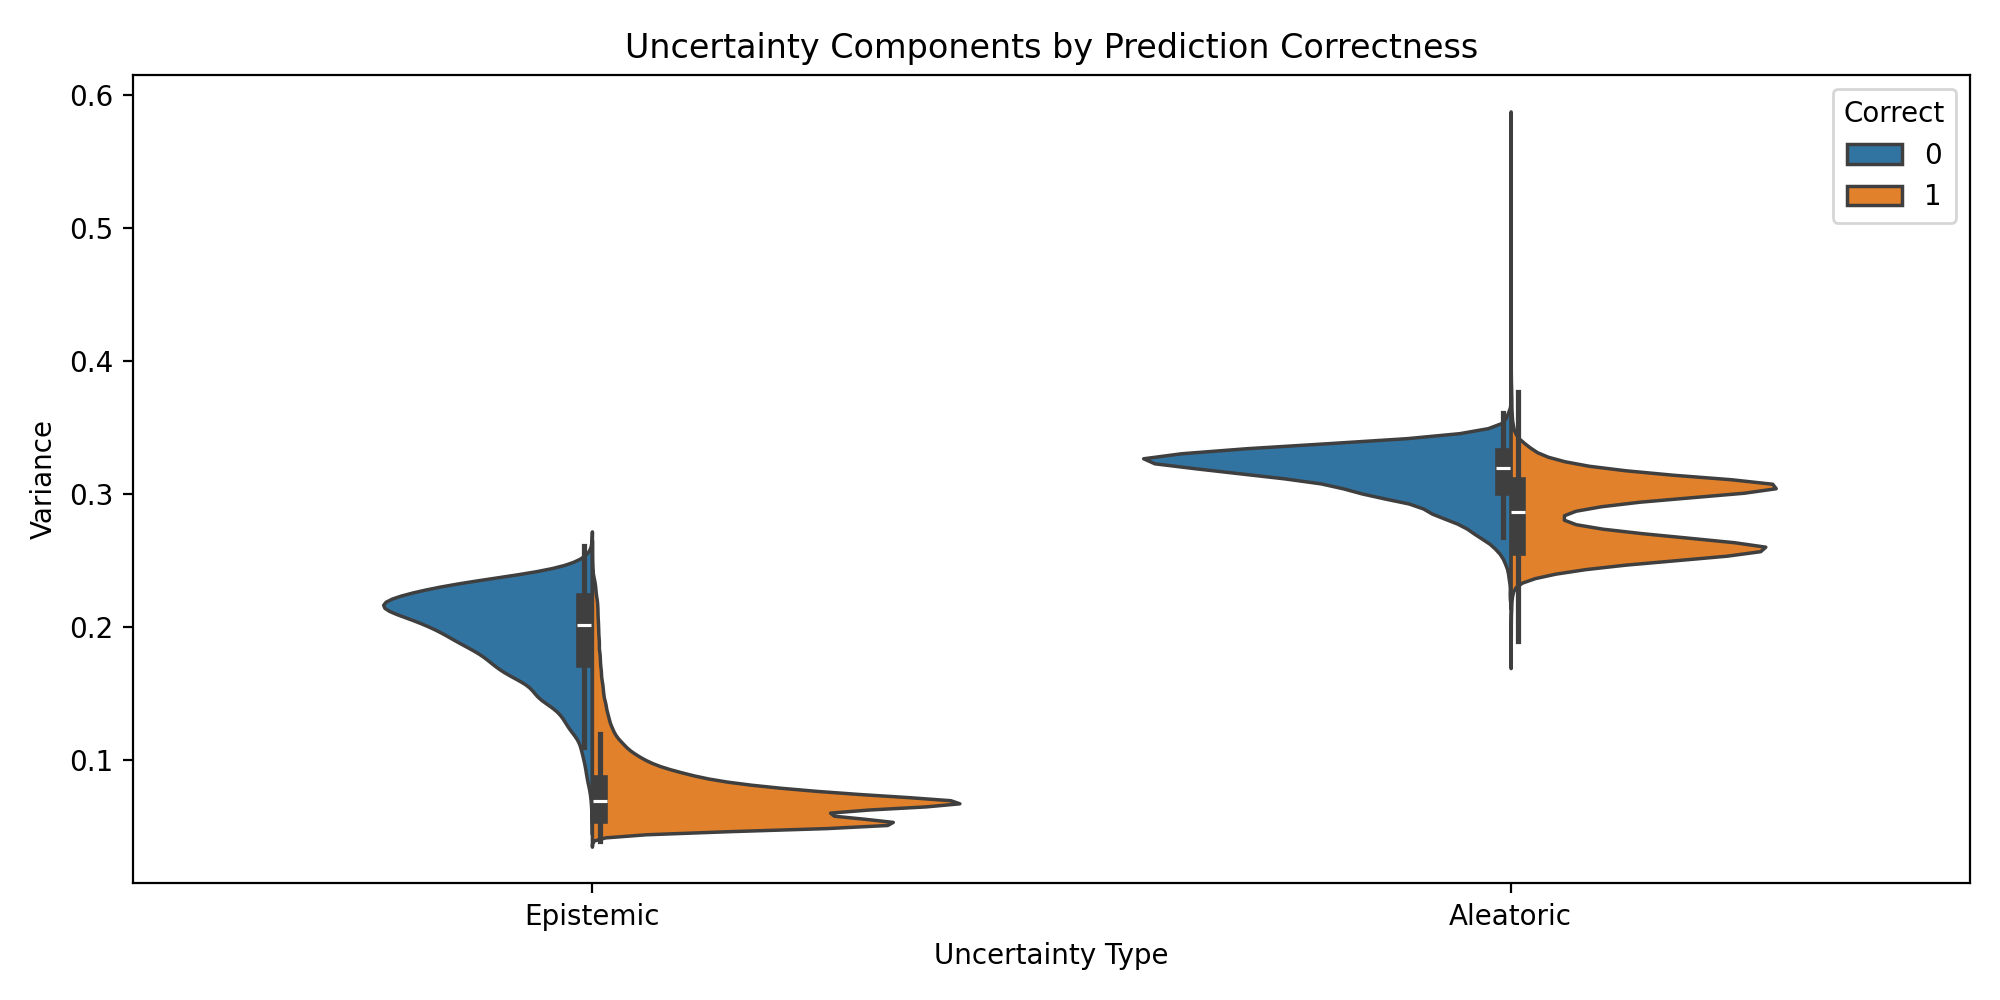 Uncertainty Components by Prediction Correctness
Correct
0
1
0.6
0.5
0.4
0.3
0.2
0.1
Variance
Epistemic
Aleatoric
Uncertainty Type